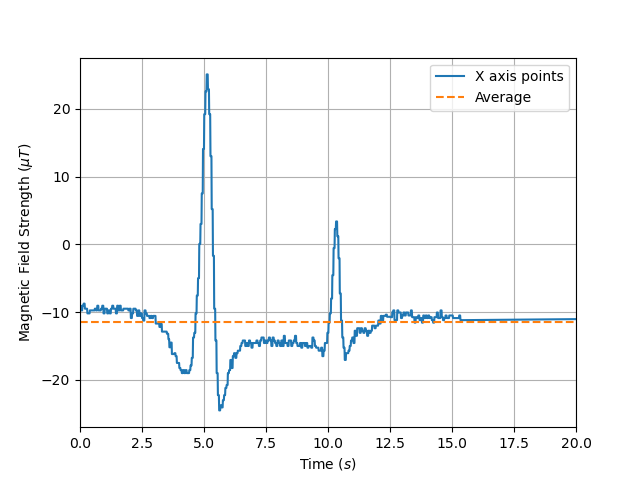 X axis points
Average
20
10
0
−10
−20
Magnetic Field Strength (μT)
0.0 2.5 5.0 7.5 10.0 12.5 15.0 17.5 20.0
Time (s)